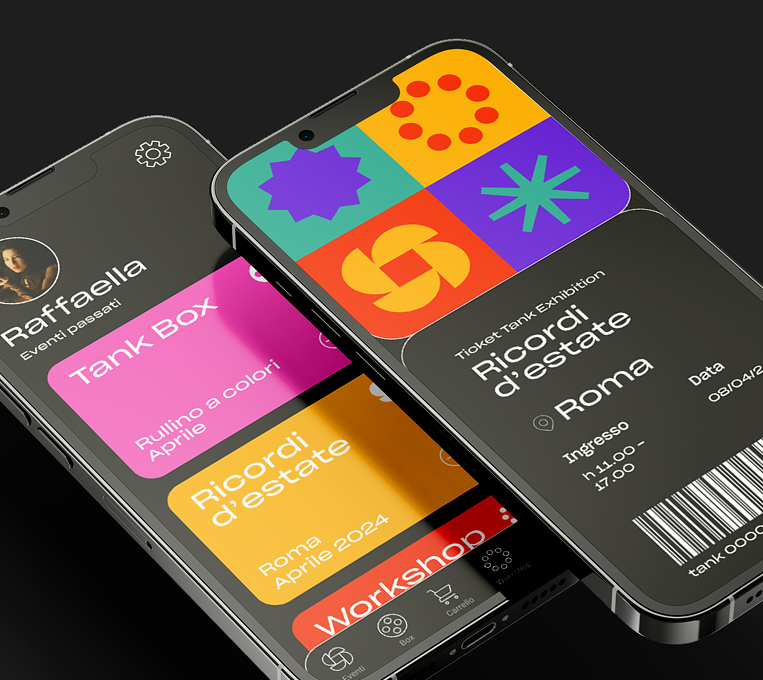 Raffaella
Eventi passati
Tank Box
Rullino a colori
Aprile
Ricordi
d'estate
Roma
Aprile 2024
Workshop
Eventi
Box
Carrello
Ticket Tank Exhibition
Ricordi
d'estate
Roma
Ingresso
h 11.00 –
17.00
Data
08/04/2
tank 0000